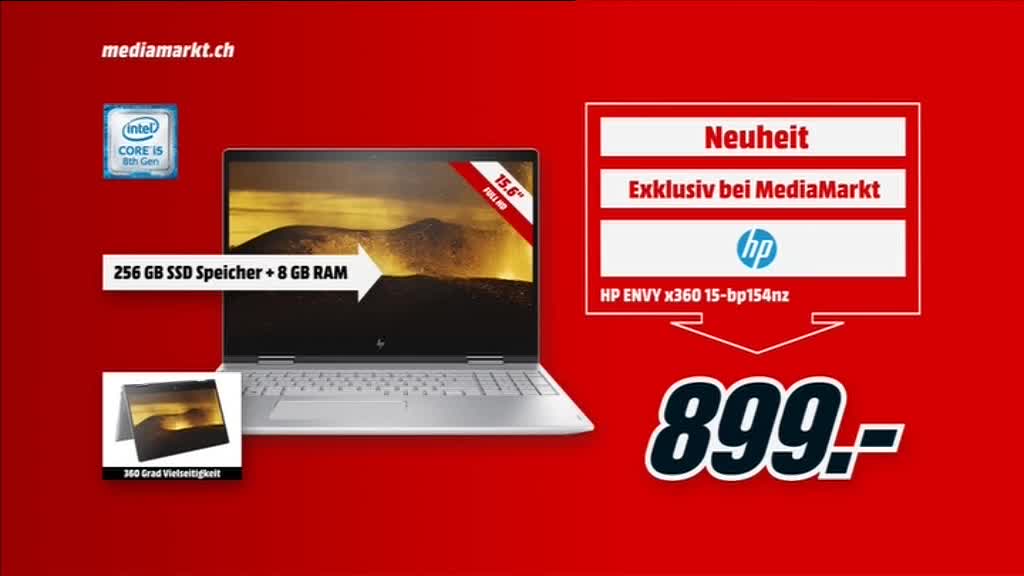 mediamarkt.ch
intel
CORE i5
8th Gen
15.6"
FULL HD
256 GB SSD Speicher + 8 GB RAM
hp
360 Grad Vielseitigkeit
Neuheit
Exklusiv bei MediaMarkt
hp
HP ENVY x360 15-bp154nz
899.-